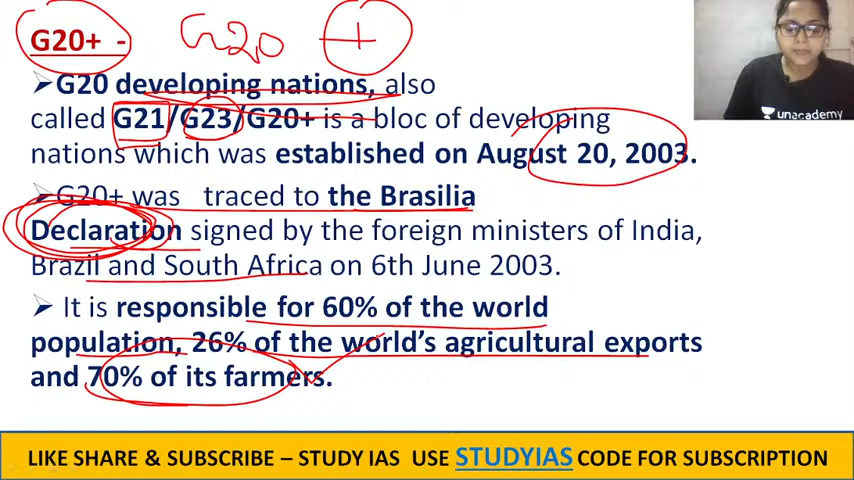 G20+ -
G20 +
➤G20 developing nations, also
called G21/G23/G20+ is a bloc of developing
nations which was established on August 20, 2003.
➤G20+ was traced to the Brasilia
Declaration signed by the foreign ministers of India,
Brazil and South Africa on 6th June 2003.
➤ It is responsible for 60% of the world
population, 26% of the world's agricultural exports
and 70% of its farmers.
unacademy
LIKE SHARE & SUBSCRIBE – STUDY IAS USE STUDYIAS CODE FOR SUBSCRIPTION